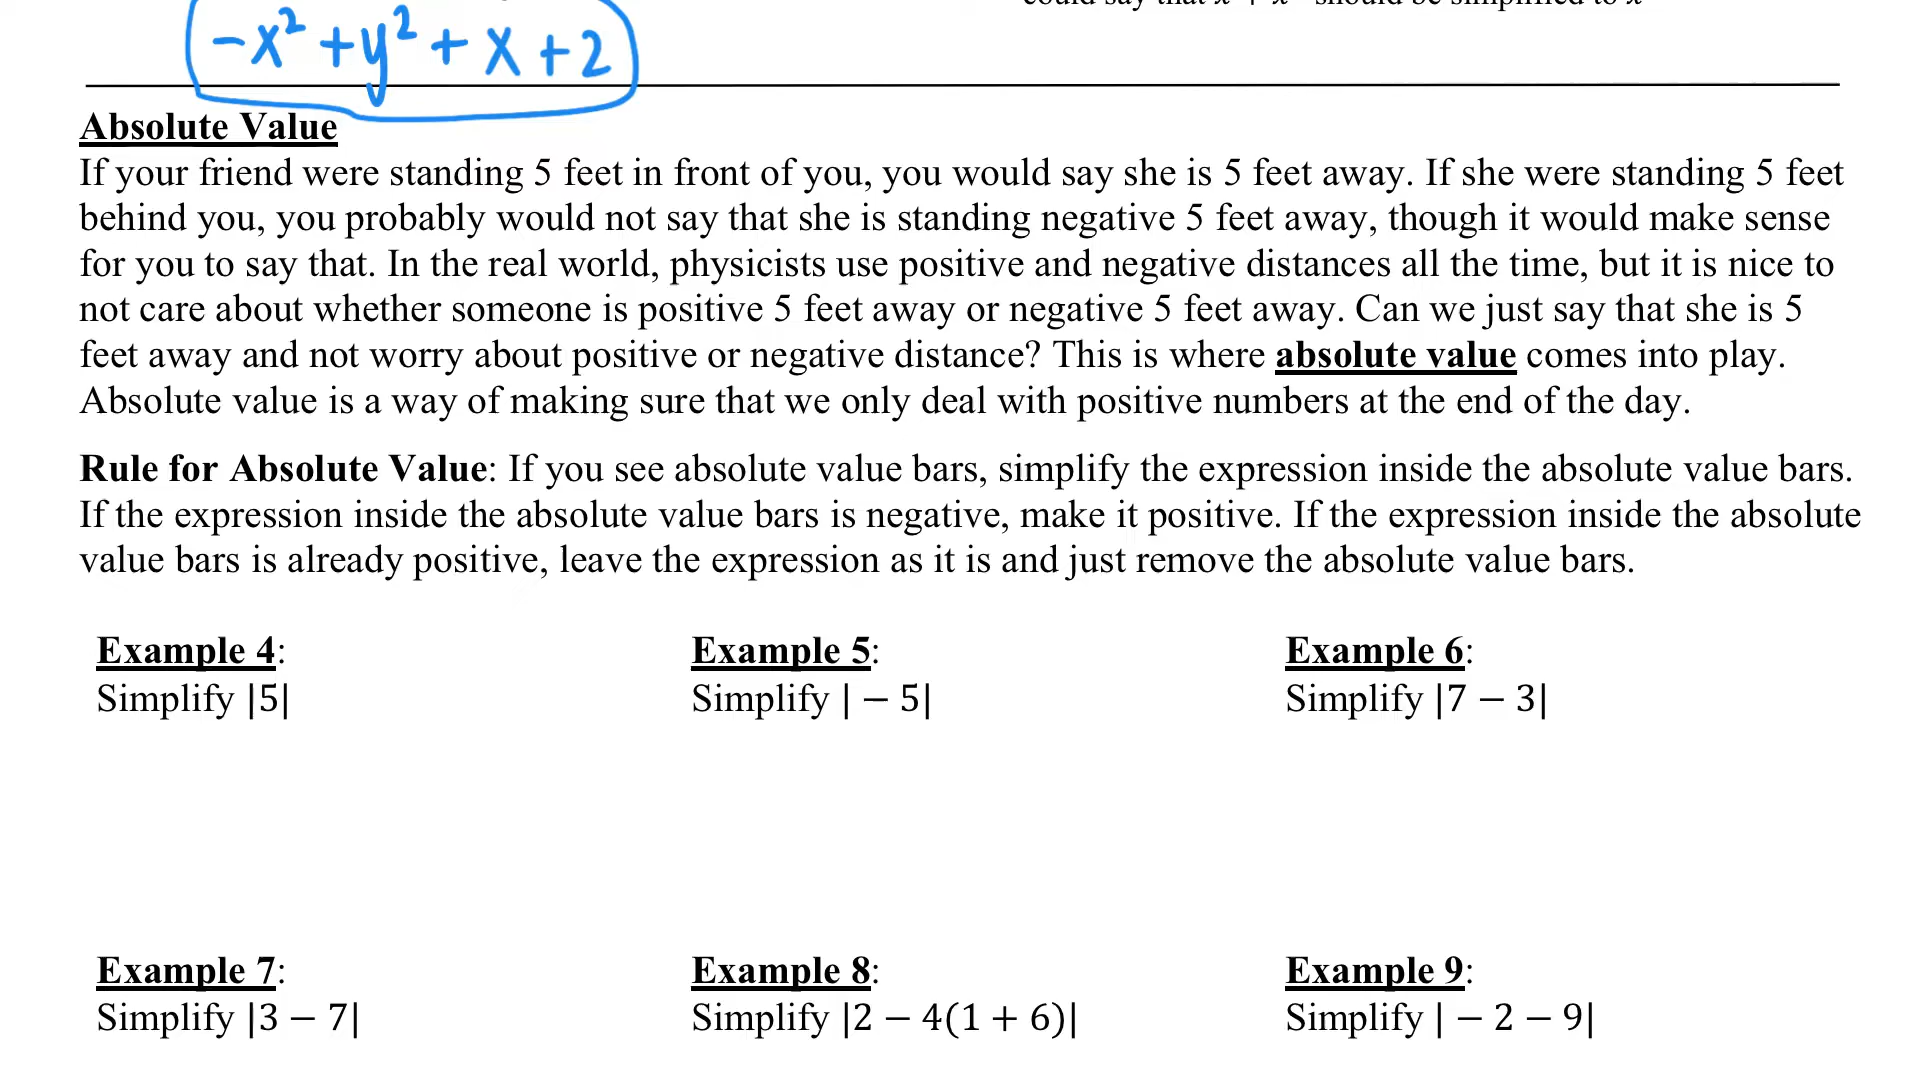 could say that x + x should be simplified to x
-x² + y² + x + 2
Absolute Value
If your friend were standing 5 feet in front of you, you would say she is 5 feet away. If she were standing 5 feet
behind you, you probably would not say that she is standing negative 5 feet away, though it would make sense
for you to say that. In the real world, physicists use positive and negative distances all the time, but it is nice to
not care about whether someone is positive 5 feet away or negative 5 feet away. Can we just say that she is 5
feet away and not worry about positive or negative distance? This is where absolute value comes into play.
Absolute value is a way of making sure that we only deal with positive numbers at the end of the day.
Rule for Absolute Value: If you see absolute value bars, simplify the expression inside the absolute value bars.
If the expression inside the absolute value bars is negative, make it positive. If the expression inside the absolute
value bars is already positive, leave the expression as it is and just remove the absolute value bars.
Example 4:
Simplify |5|
Example 5:
Simplify | − 5|
Example 6:
Simplify |7 − 3|
Example 7:
Simplify |3 − 7|
Example 8:
Simplify |2 − 4(1 + 6)|
Example 9:
Simplify | − 2 − 9|